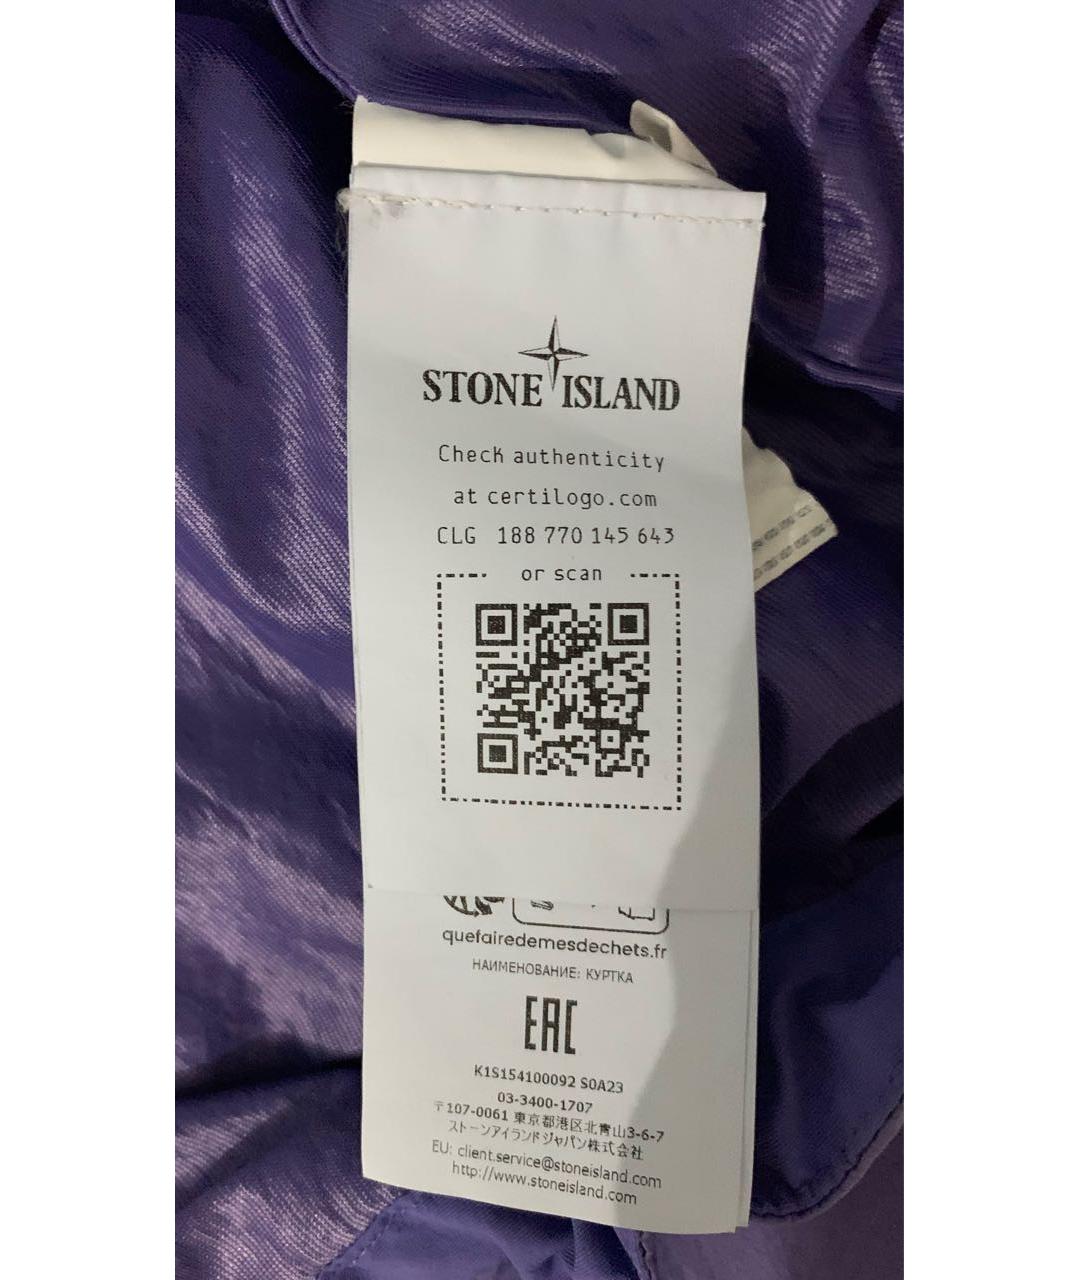 STONE ISLAND
Check authenticity
at certilogo.com
CLG 188 770 145 643
or scan
quefairedemesdechets.fr
НАИМЕНОВАНИЕ: КУРТКА
EAC
K1S154100092 S0A23
03-3400-1707
〒107-0061 東京都港区北青山3-6-7
ストーンアイランドジャパン株式会社
EU: client.service@stoneisland.com
http://www.stoneisland.com